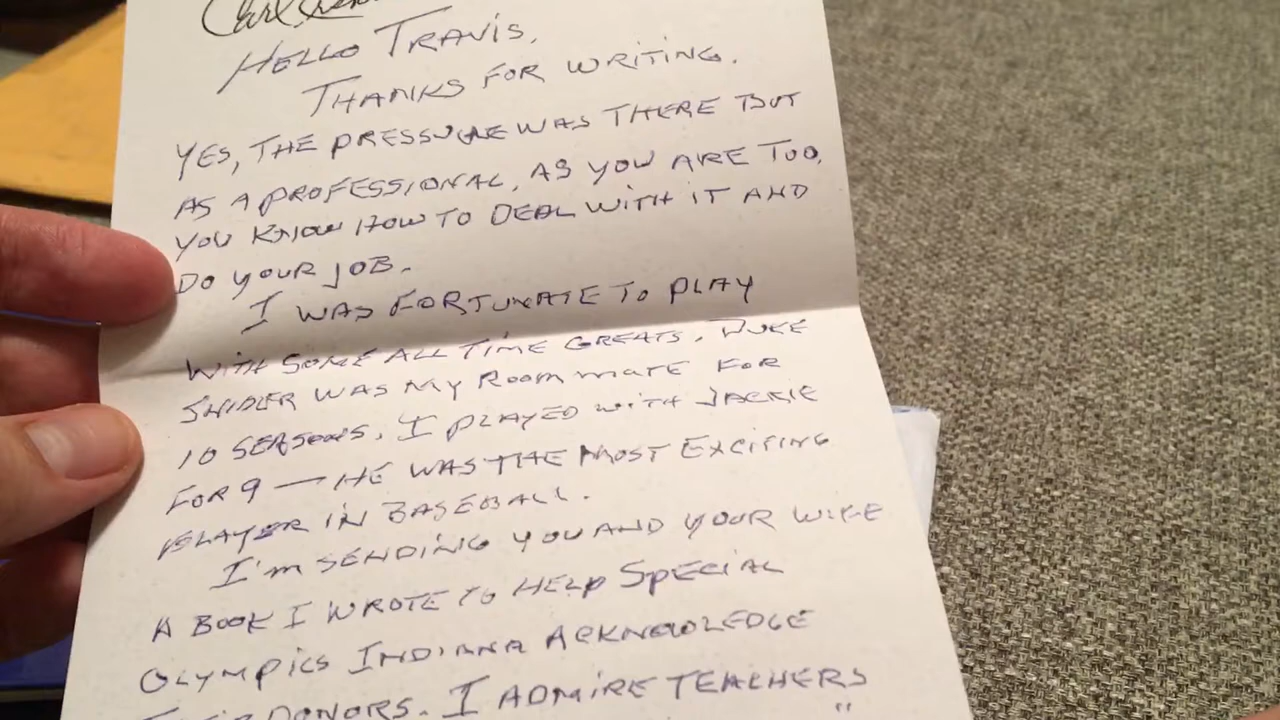 Carl
HELLO TRAVIS,
THANKS FOR WRITING.
YES, THE PRESSURE WAS THERE BUT
AS A PROFESSIONAL, AS YOU ARE TOO,
YOU KNOW HOW TO DEAL WITH IT AND
DO YOUR JOB.
I WAS FORTUNATE TO PLAY
WITH SOME ALL TIME GREATS. DUKE
SNIDER WAS MY ROOM MATE FOR
10 SEASONS. I PLAYED WITH JACKIE
FOR 9 — HE WAS THE MOST EXCITING
PLAYER IN BASEBALL.
I'M SENDING YOU AND YOUR WIFE
A BOOK I WROTE TO HELP SPECIAL
OLYMPICS INDIANA ACKNOWLEDGE
DONORS. I ADMIRE TEACHERS
"